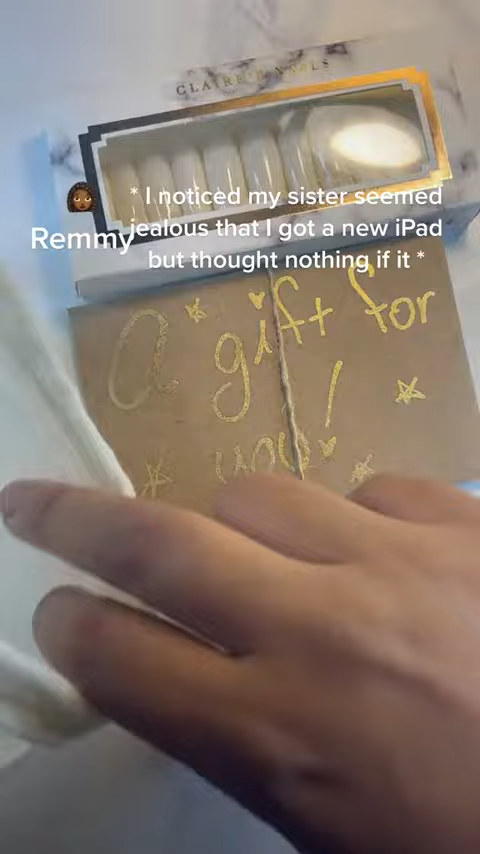 CLAIRE'S NAILS
* I noticed my sister seemed
jealous that I got a new iPad
but thought nothing if it *
Remmy
A gift for
you!